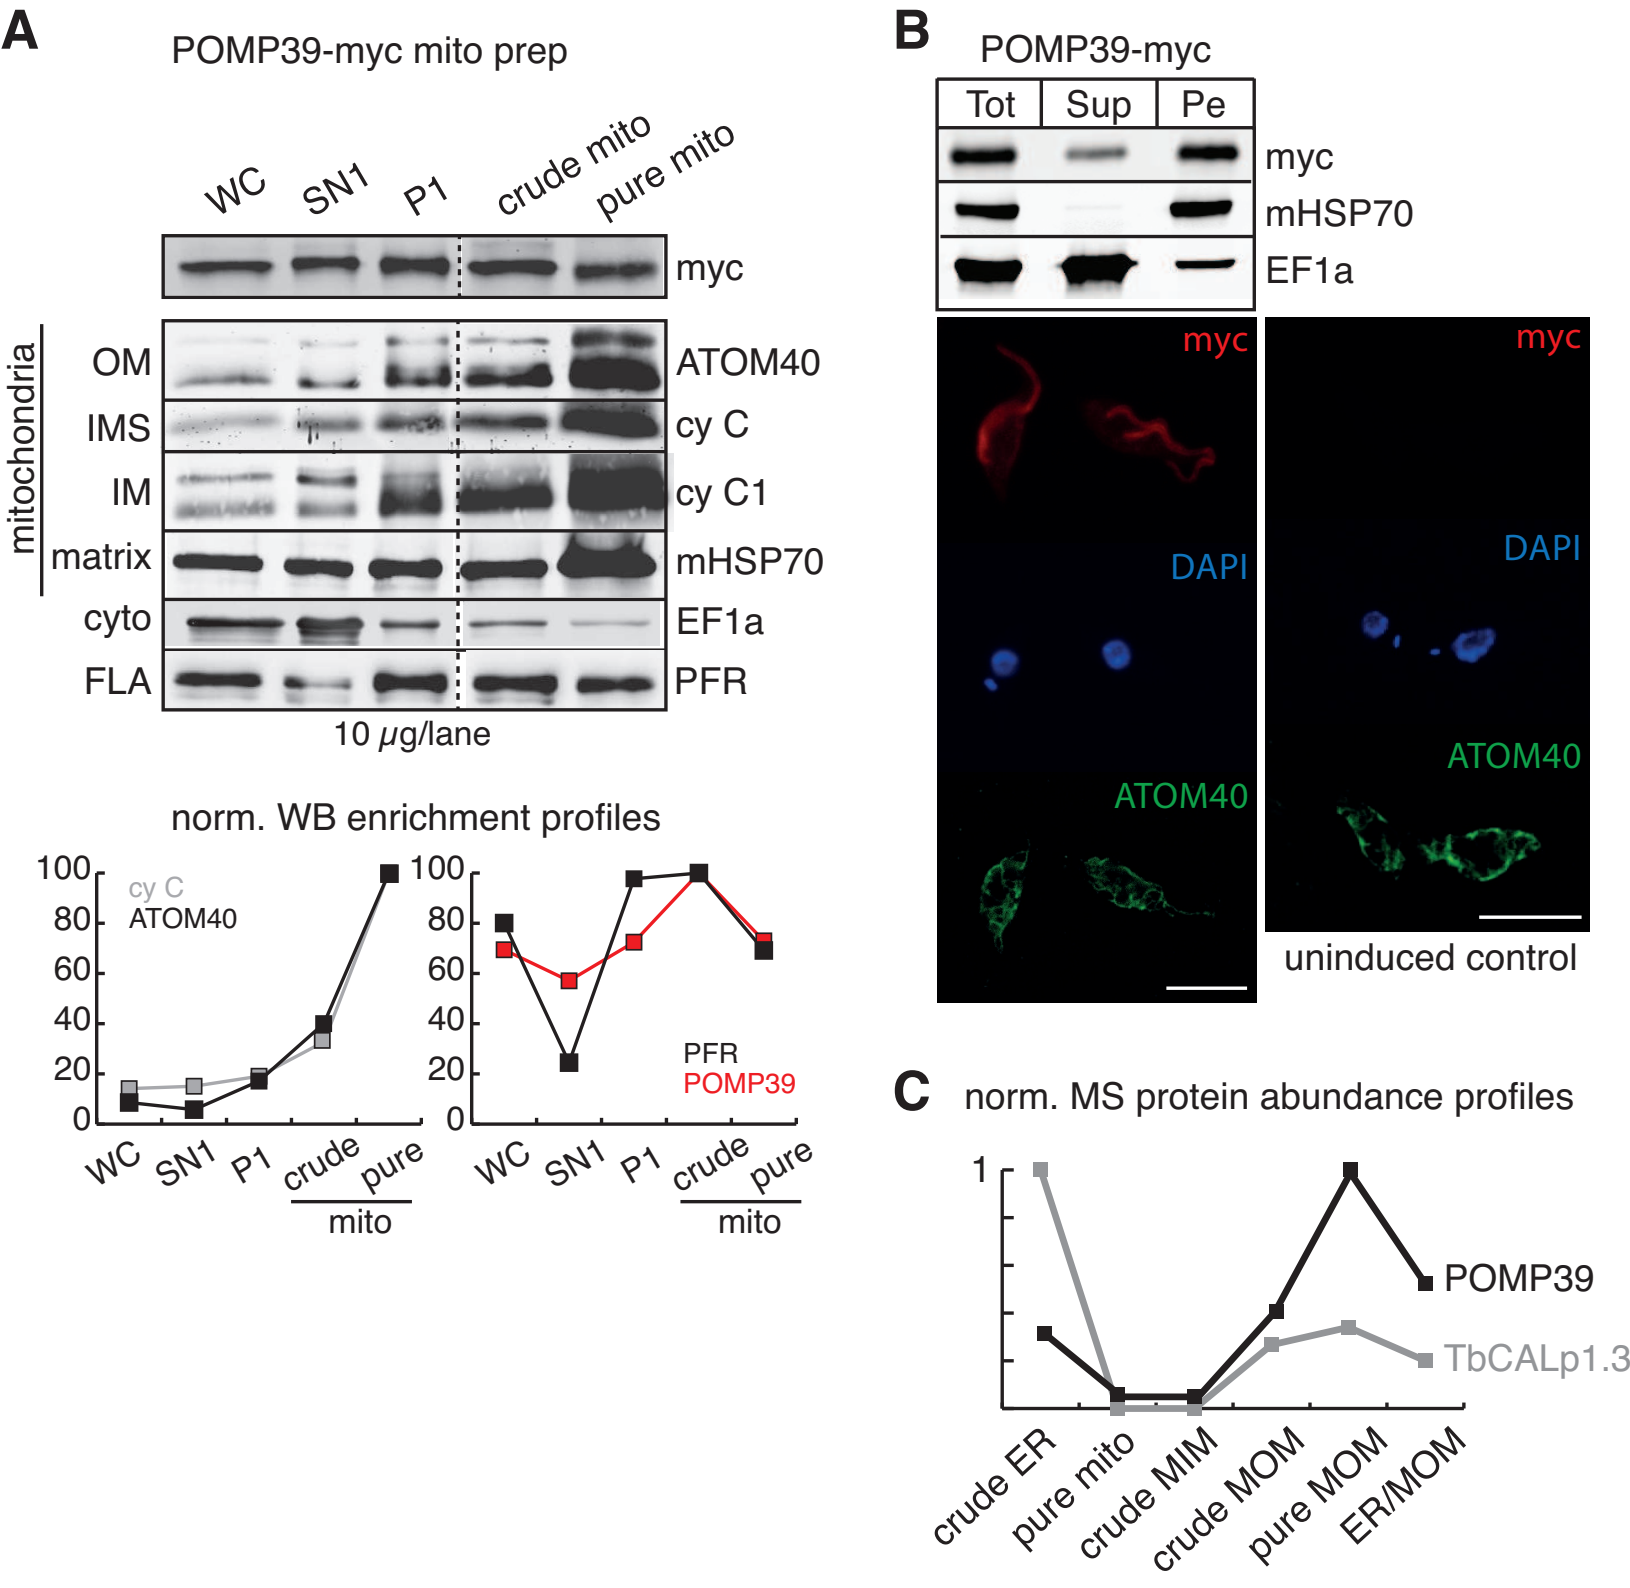 A
POMP39-myc mito prep
WC
SN1
P1
crude mito
pure mito
myc
mitochondria
OM
ATOM40
IMS
cy C
IM
cy C1
matrix
mHSP70
cyto
EF1a
FLA
PFR
10 µg/lane
norm. WB enrichment profiles
100
80
60
40
20
0
cy C
ATOM40
WC
SN1
P1
crude
pure
mito
100
80
60
40
20
0
PFR
POMP39
WC
SN1
P1
crude
pure
mito
B
POMP39-myc
Tot Sup Pe
myc
mHSP70
EF1a
myc
DAPI
ATOM40
myc
DAPI
ATOM40
uninduced control
C
norm. MS protein abundance profiles
1
POMP39
TbCALp1.3
crude ER
pure mito
crude MIM
crude MOM
pure MOM
ER/MOM